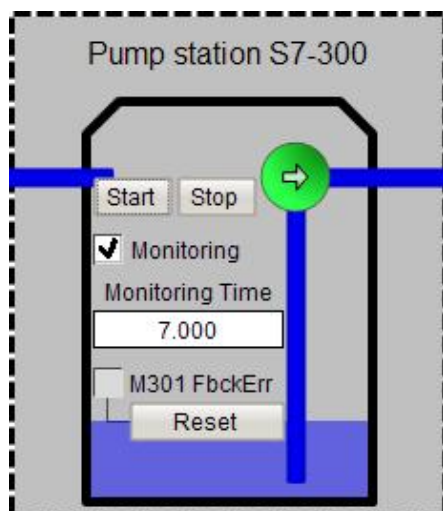 Pump station S7-300
Start Stop
Monitoring
Monitoring Time
7.000
M301 FbckErr
Reset